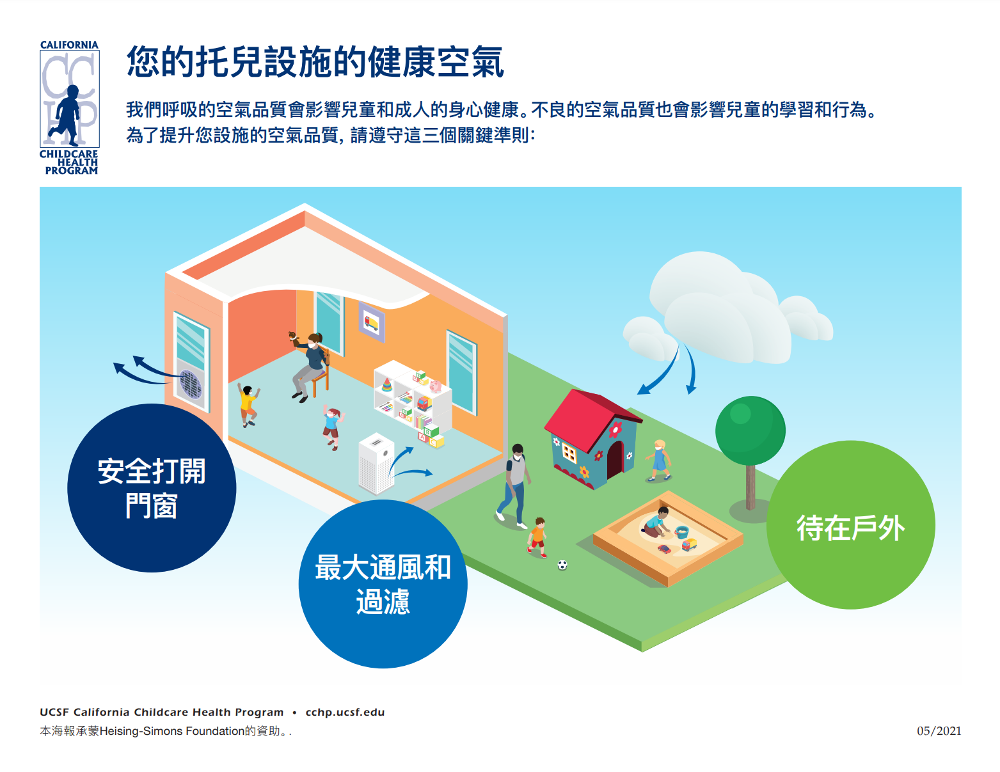 CALIFORNIA
CC
HP
CHILDCARE
HEALTH
PROGRAM
您的托兒設施的健康空氣
我們呼吸的空氣品質會影響兒童和成人的身心健康。不良的空氣品質也會影響兒童的學習和行為。
為了提升您設施的空氣品質, 請遵守這三個關鍵準則:
安全打開
門窗
最大通風和
過濾
待在戶外
UCSF California Childcare Health Program • cchp.ucsf.edu
本海報承蒙Heising-Simons Foundation的資助。.
05/2021